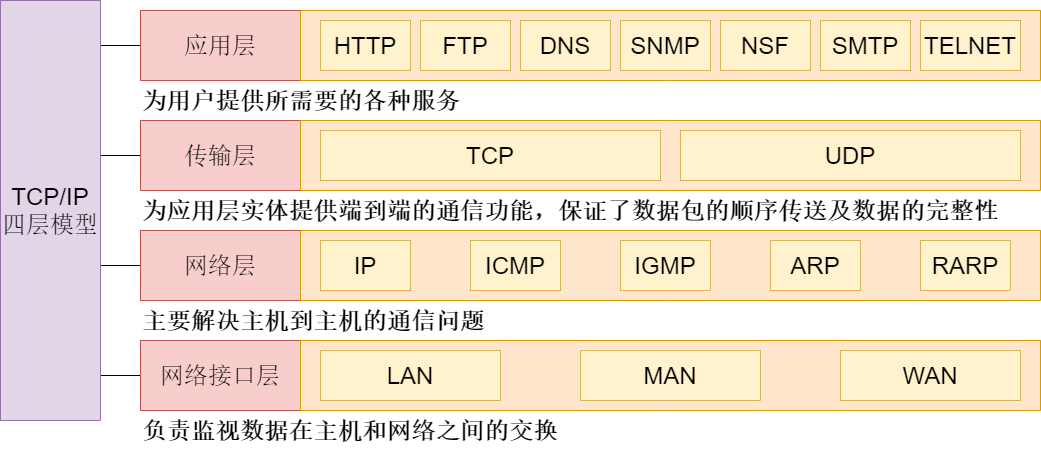 TCP/IP
四层模型
应用层 HTTP FTP DNS SNMP NSF SMTP TELNET
为用户提供所需要的各种服务
传输层 TCP UDP
为应用层实体提供端到端的通信功能，保证了数据包的顺序传送及数据的完整性
网络层 IP ICMP IGMP ARP RARP
主要解决主机到主机的通信问题
网络接口层 LAN MAN WAN
负责监视数据在主机和网络之间的交换